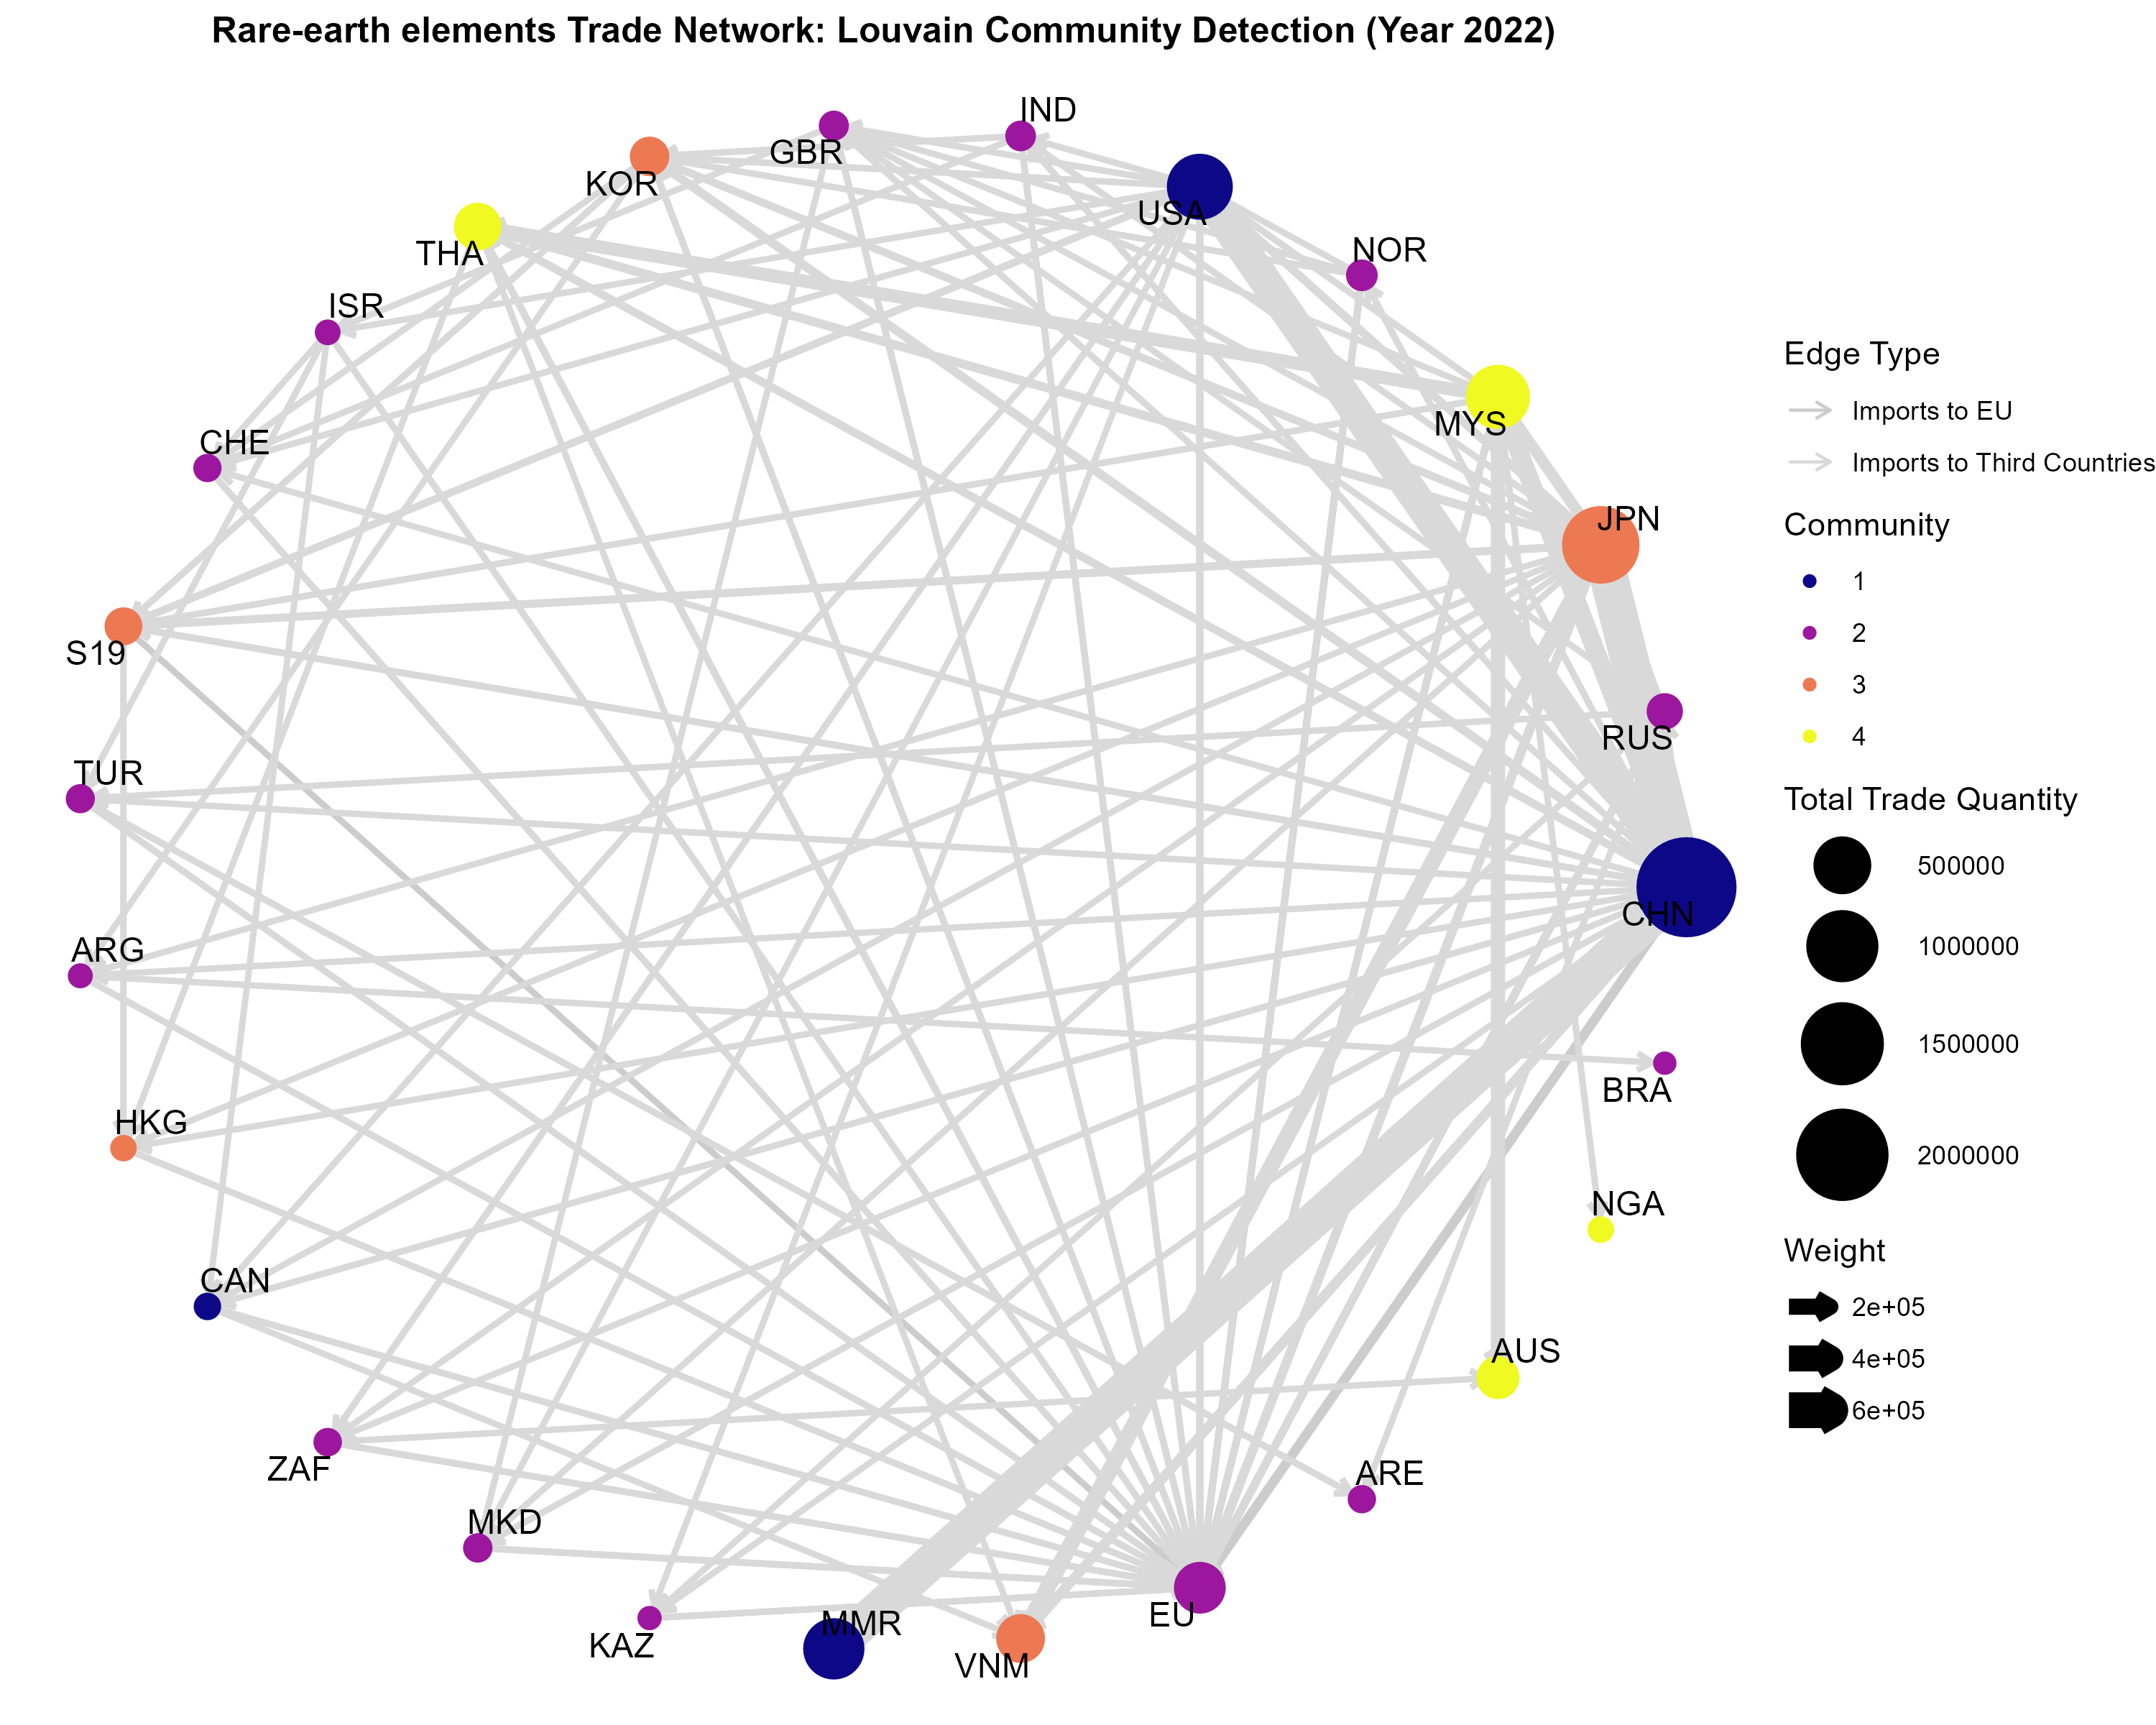 Rare-earth elements Trade Network: Louvain Community Detection (Year 2022)
IND
GBR
KOR
USA
THA
NOR
ISR
MYS
CHE
JPN
S19
RUS
TUR
CHN
ARG
BRA
HKG
NGA
CAN
AUS
ZAF
ARE
MKD
EU
MMR
KAZ
VNM
Edge Type
Imports to EU
Imports to Third Countries
Community
1
2
3
4
Total Trade Quantity
500000
1000000
1500000
2000000
Weight
2e+05
4e+05
6e+05